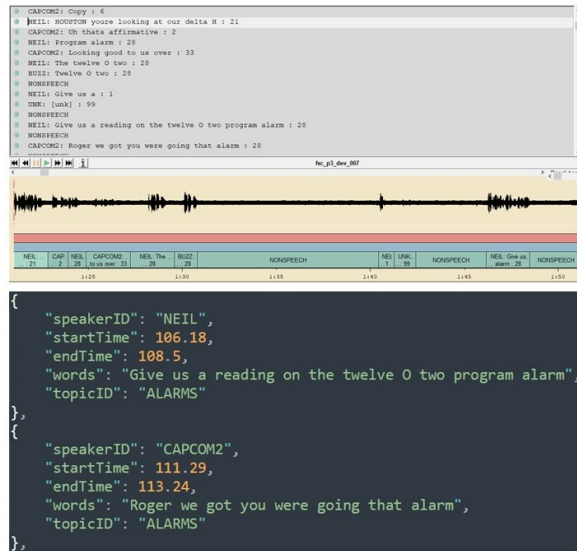 CAPCOM2: Copy : 6
NEIL: HOUSTON youre looking at our delta H : 21
CAPCOM2: Uh thats affirmative : 2
NEIL: Program alarm : 28
CAPCOM2: Looking good to us over : 33
NEIL: The twelve O two : 28
BUZZ: Twelve O two : 28
NONSPEECH
NEIL: Give us a : 1
UNK: [unk] : 99
NONSPEECH
NEIL: Give us a reading on the twelve O two program alarm : 28
NONSPEECH
CAPCOM2: Roger we got you were going that alarm : 28
fsc_p3_dev_007
NEIL: ... : 21
CAP. : 2
NEIL 28
CAPCOM2: ... to us over : 33
NEIL: The ... 28
BUZZ: ... : 28
NONSPEECH
NEI. 1
UNK. : 99
NONSPEECH
NEIL: Give us. alarm : 28
NONSPEECH
1:25 1:30 1:35 1:40 1:45 1:50
{
"speakerID": "NEIL",
"startTime": 106.18,
"endTime": 108.5,
"words": "Give us a reading on the twelve O two program alarm",
"topicID": "ALARMS"
},
{
"speakerID": "CAPCOM2",
"startTime": 111.29,
"endTime": 113.24,
"words": "Roger we got you were going that alarm",
"topicID": "ALARMS"
},